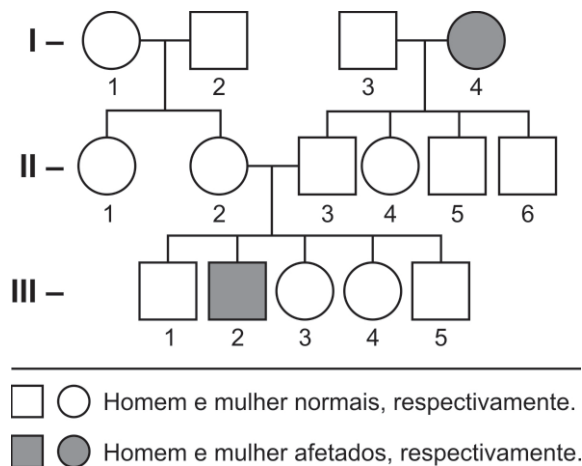 I –
1 2 3 4
II –
1 2 3 4 5 6
III –
1 2 3 4 5
Homem e mulher normais, respectivamente.
Homem e mulher afetados, respectivamente.